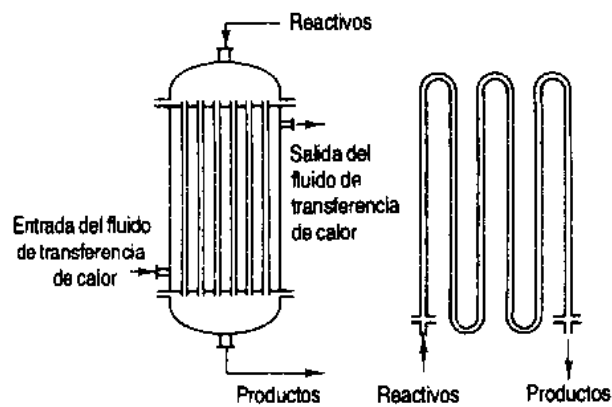 Reactivos
Salida del
fluido de
transferencia
de calor
Entrada del fluido
de transferencia
de calor
Productos
Reactivos
Productos